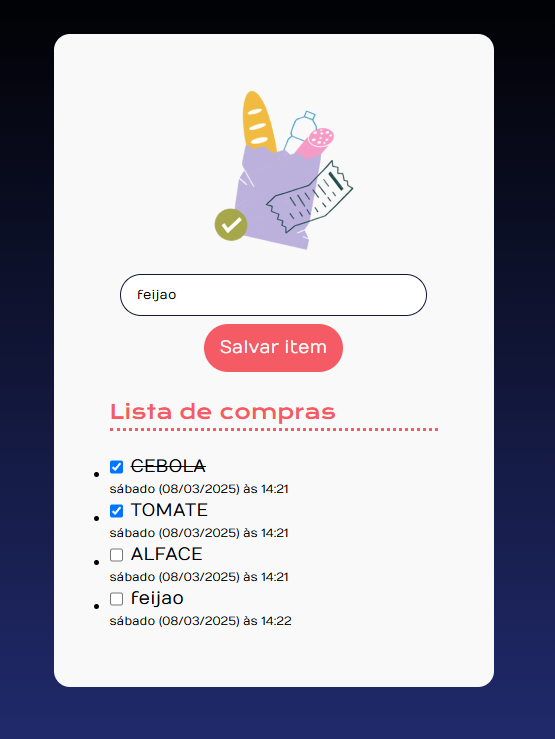 feijao
Salvar item
Lista de compras
CEBOLA
sábado (08/03/2025) às 14:21
TOMATE
sábado (08/03/2025) às 14:21
ALFACE
sábado (08/03/2025) às 14:21
feijao
sábado (08/03/2025) às 14:22